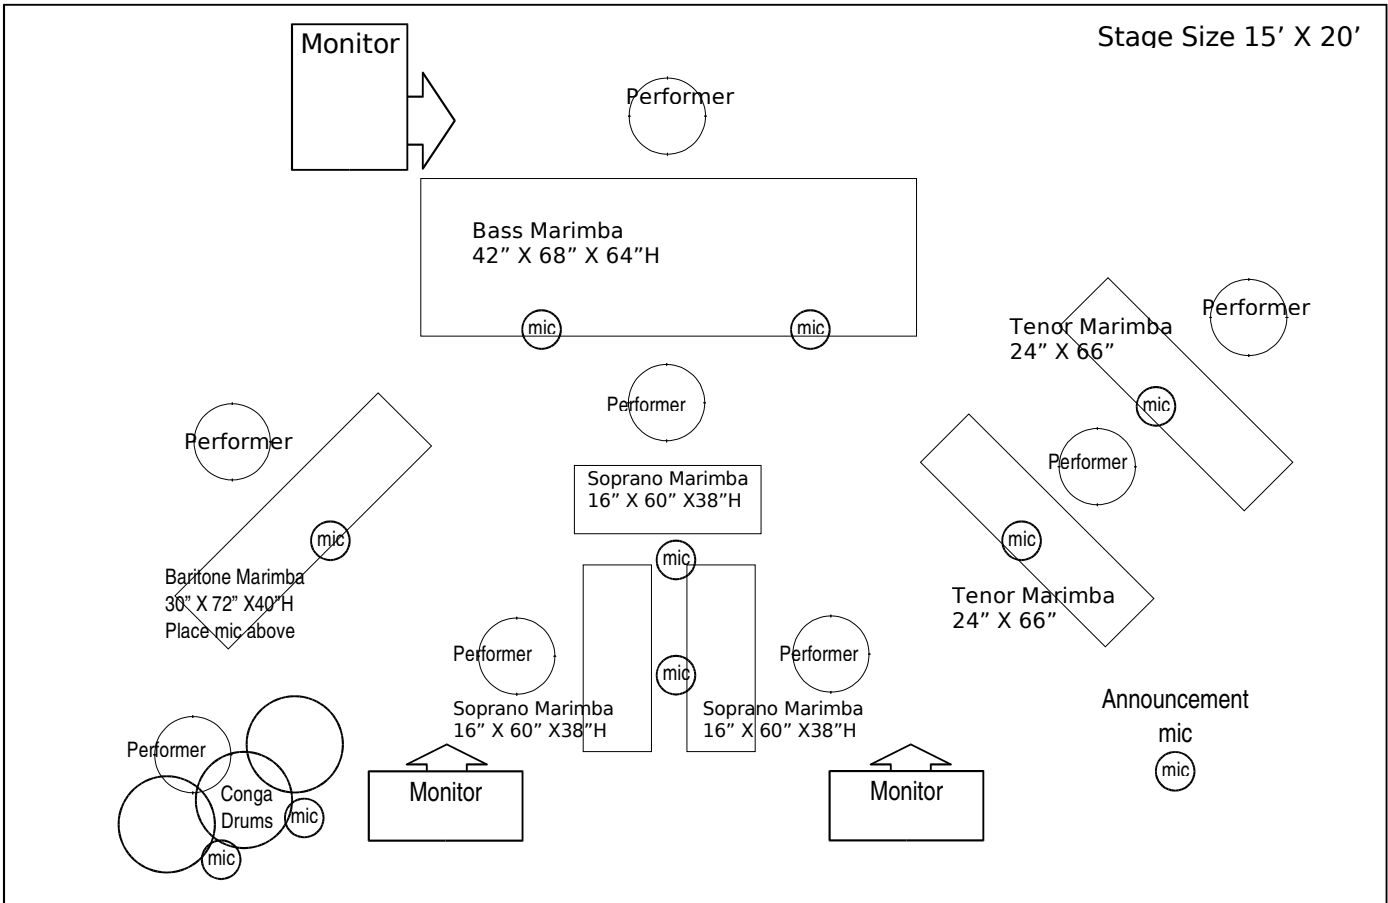 Monitor
Stage Size 15’ X 20’
Performer
Bass Marimba
42” X 68” X 64”H
mic
mic
Performer
Tenor Marimba
24” X 66”
mic
Performer
Performer
Performer
mic
Soprano Marimba
16” X 60” X38”H
mic
mic
Baritone Marimba
30” X 72” X40”H
Place mic above
Tenor Marimba
24” X 66”
Performer
mic
Performer
Soprano Marimba
16” X 60” X38”H
Soprano Marimba
16” X 60” X38”H
Announcement
mic
mic
Performer
Conga
Drums
mic
mic
Monitor
Monitor